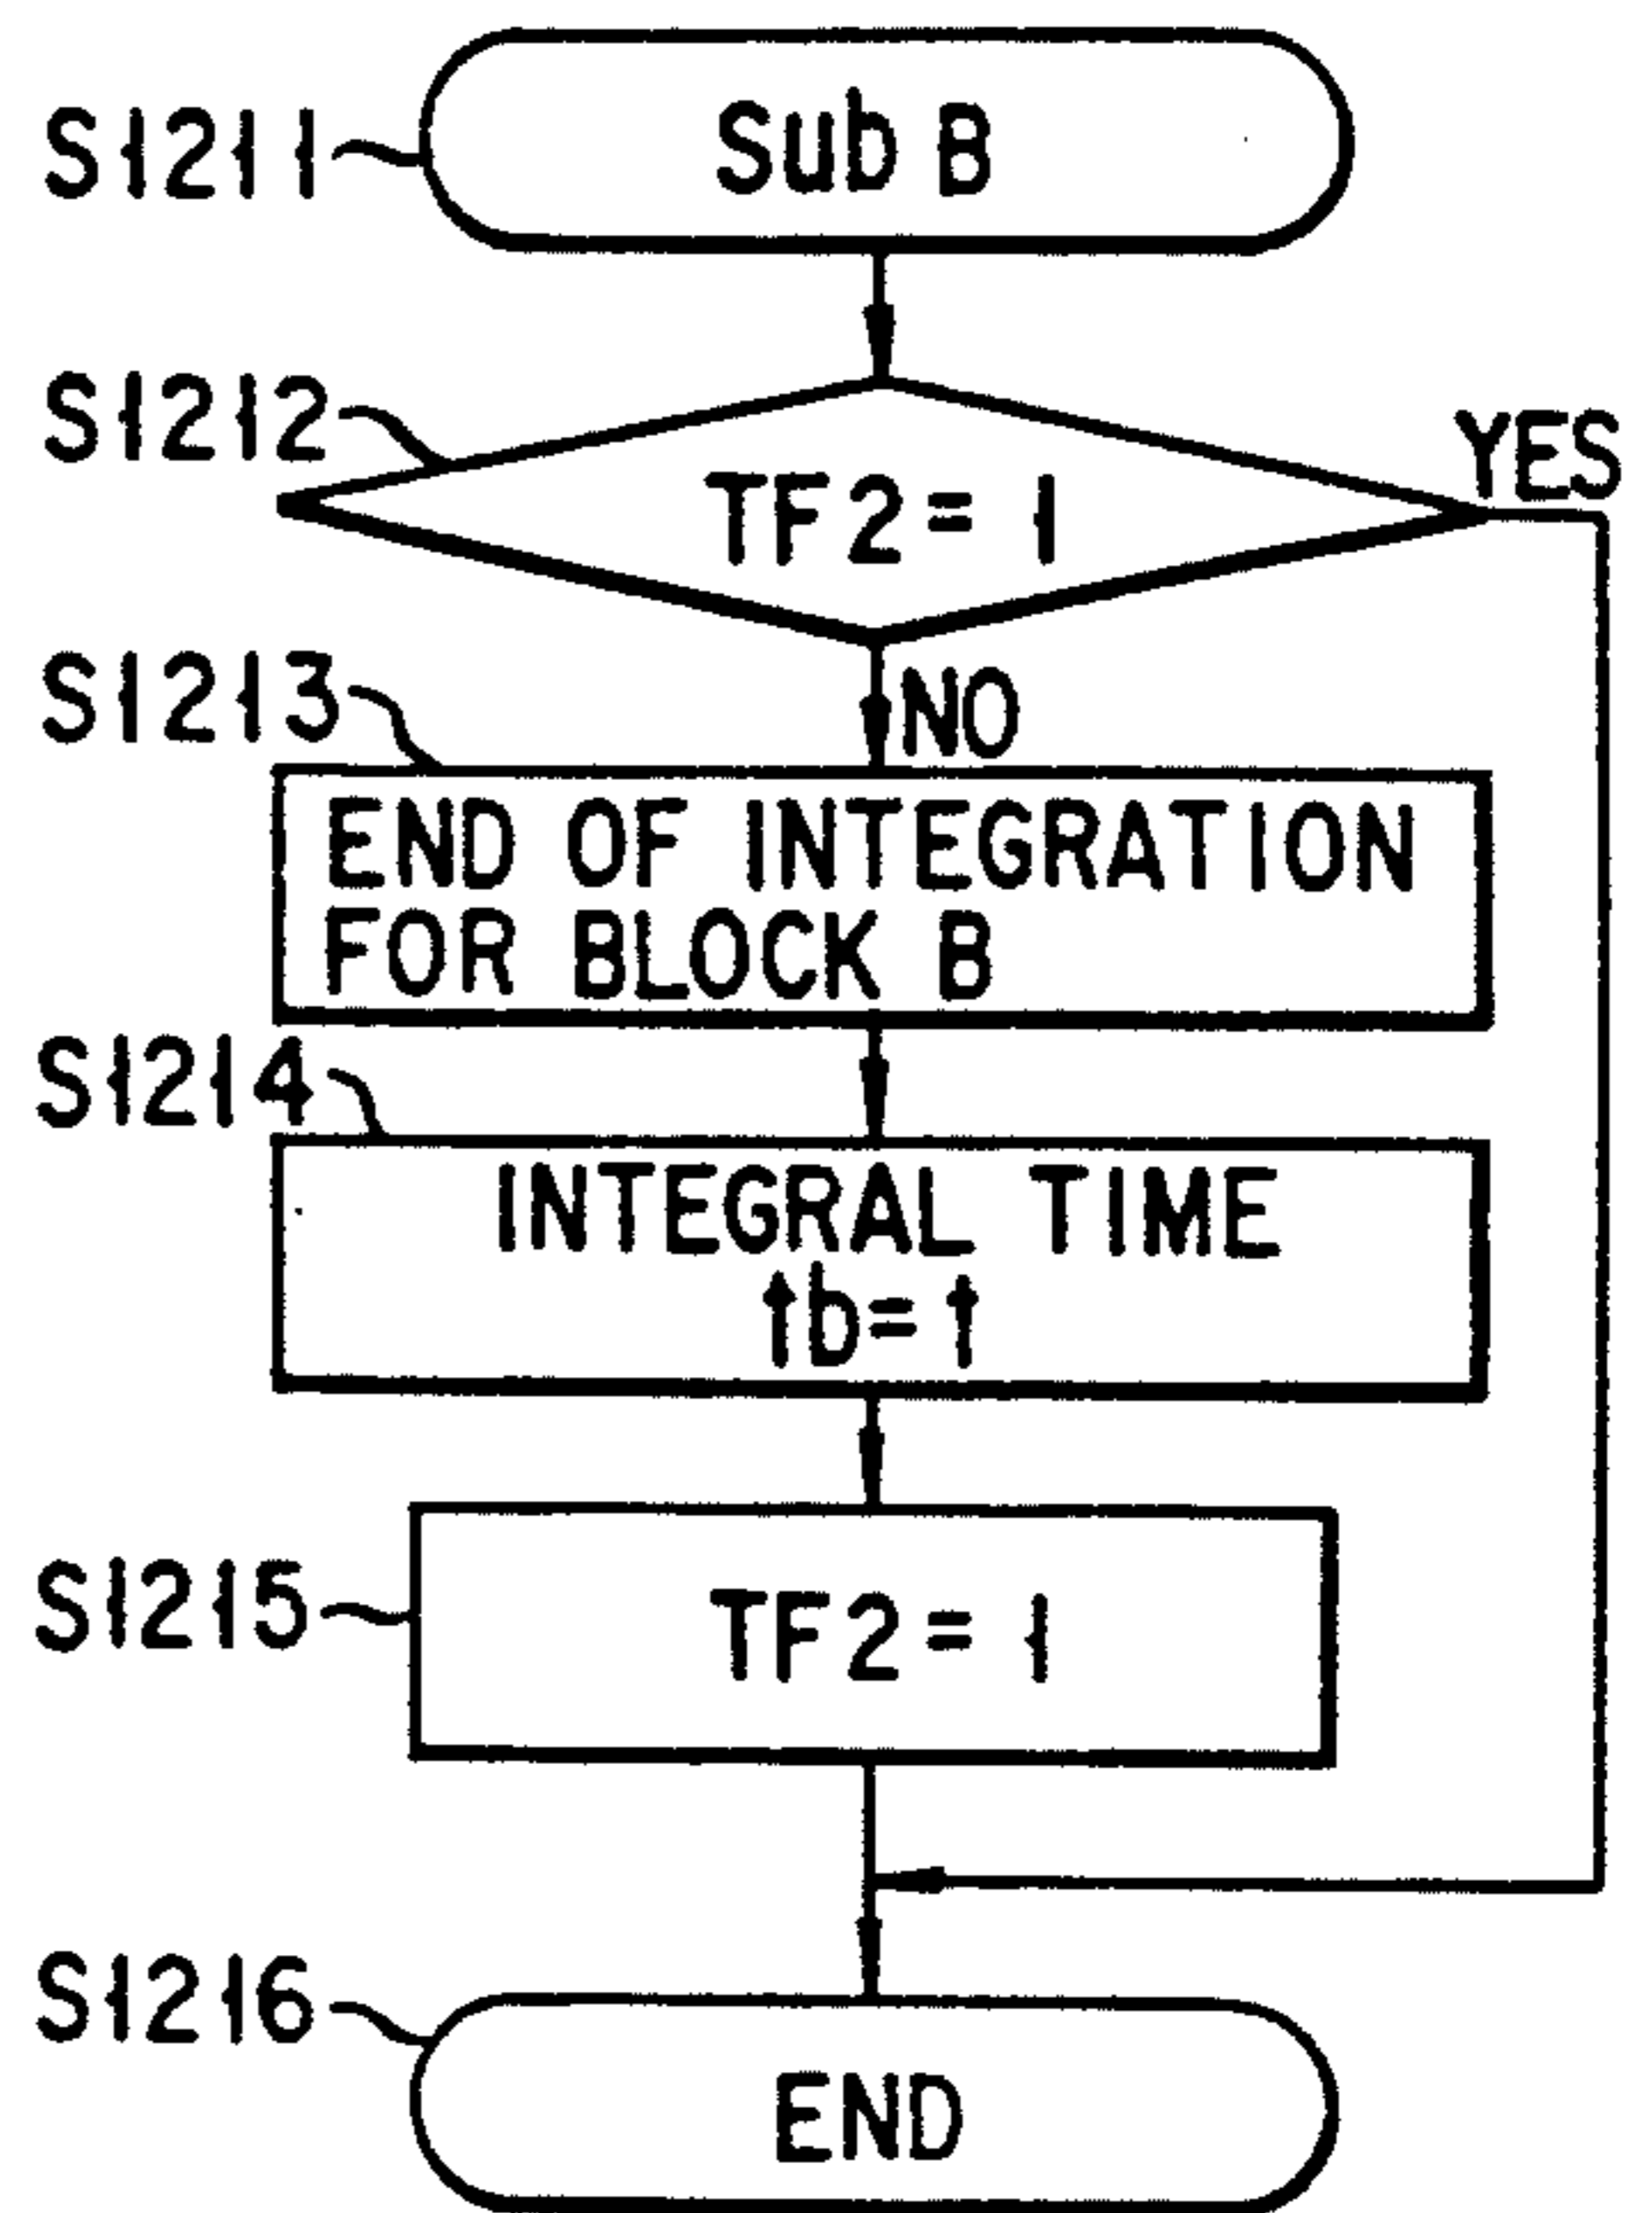 S1211
Sub B
S1212
TF2= 1
YES
NO
S1213
END OF INTEGRATION
FOR BLOCK B
S1214
INTEGRAL TIME
tb=t
S1215
TF2= 1
S1216
END